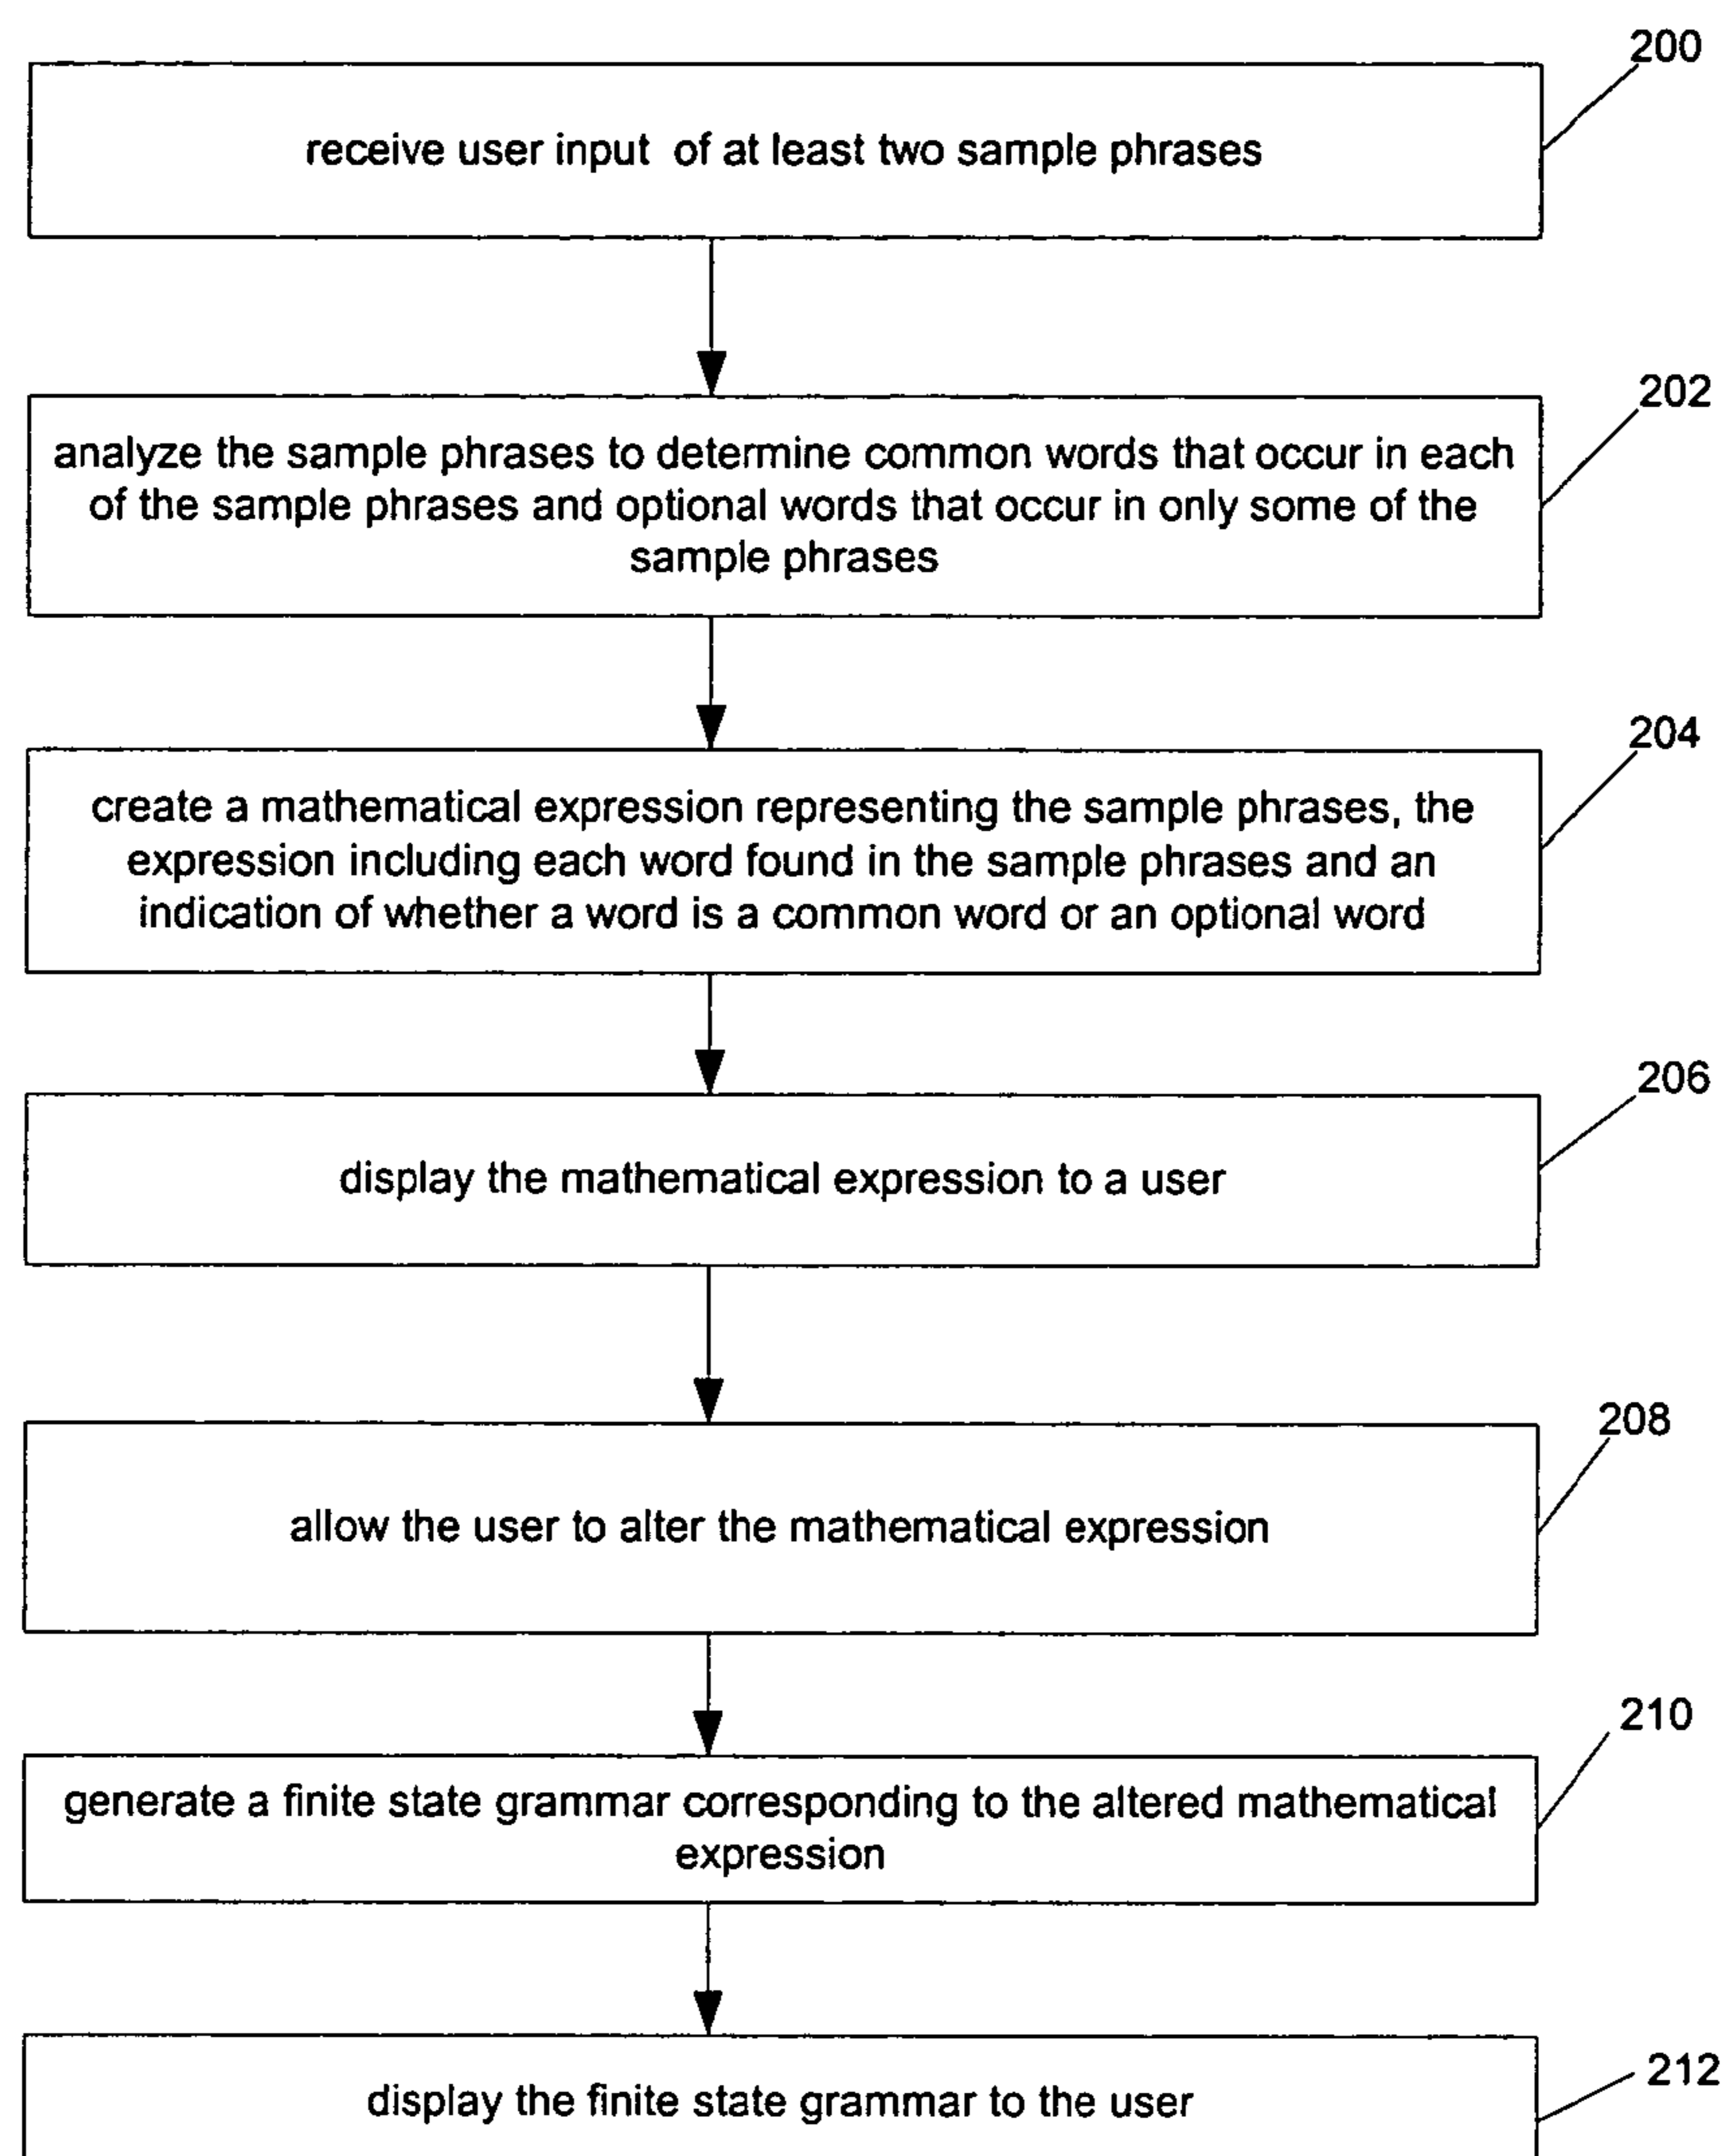 200
receive user input of at least two sample phrases
202
analyze the sample phrases to determine common words that occur in each
of the sample phrases and optional words that occur in only some of the
sample phrases
204
create a mathematical expression representing the sample phrases, the
expression including each word found in the sample phrases and an
indication of whether a word is a common word or an optional word
206
display the mathematical expression to a user
208
allow the user to alter the mathematical expression
210
generate a finite state grammar corresponding to the altered mathematical
expression
212
display the finite state grammar to the user